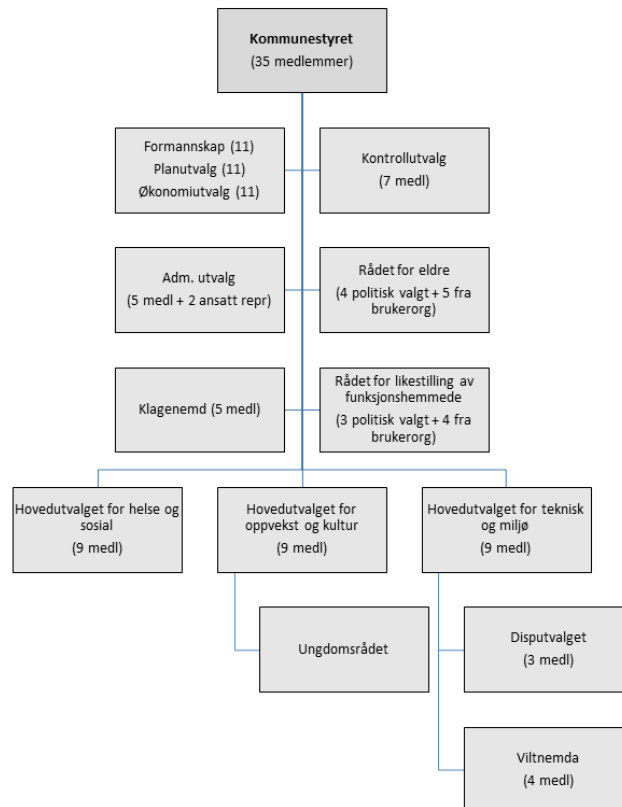 Kommunestyret
(35 medlemmer)
Formannskap (11)
Planutvalg (11)
Økonomiutvalg (11)
Kontrollutvalg
(7 medl)
Adm. utvalg
(5 medl + 2 ansatt repr)
Rådet for eldre
(4 politisk valgt + 5 fra
brukerorg)
Klagenemd (5 medl)
Rådet for likestilling av
funksjonshemmede
(3 politisk valgt + 4 fra
brukerorg)
Hovedutvalget for helse og
sosial
(9 medl)
Hovedutvalget for
oppvekst og kultur
(9 medl)
Hovedutvalget for teknisk
og miljø
(9 medl)
Ungdomsrådet
Disputvalget
(3 medl)
Viltnemda
(4 medl)